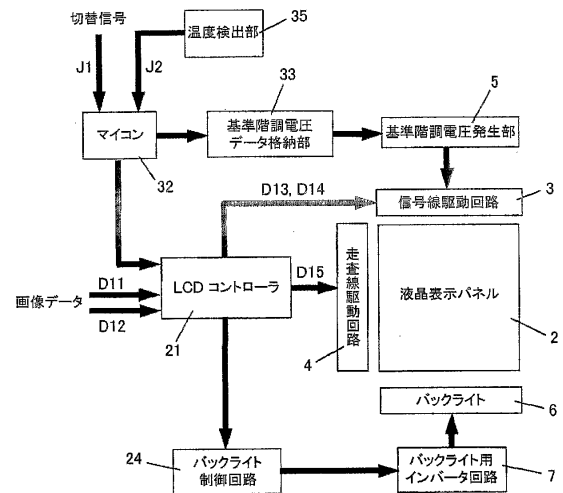 切替信号
温度検出部
35
J1
J2
33
5
マイコン
基準階調電圧
データ格納部
基準階調電圧発生部
32
D13, D14
信号線駆動回路
3
画像データ
D11
D12
LCD コントローラ
21
D15
走査線駆動回路
4
液晶表示パネル
2
バックライト
6
24
バックライト
制御回路
バックライト用
インバータ回路
7